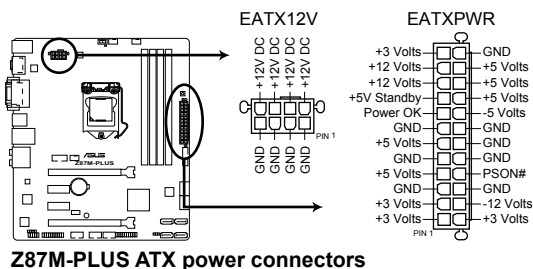 EATX12V
EATXPWR
+12V DC
+12V DC
+12V DC
+12V DC
PIN 1
GND
GND
GND
GND
+3 Volts GND
+12 Volts +5 Volts
+12 Volts +5 Volts
+5V Standby +5 Volts
Power OK -5 Volts
GND GND
+5 Volts GND
GND GND
+5 Volts PSON#
GND GND
+3 Volts -12 Volts
+3 Volts +3 Volts
PIN 1
ASUS
Z87M-PLUS
Z87M-PLUS ATX power connectors